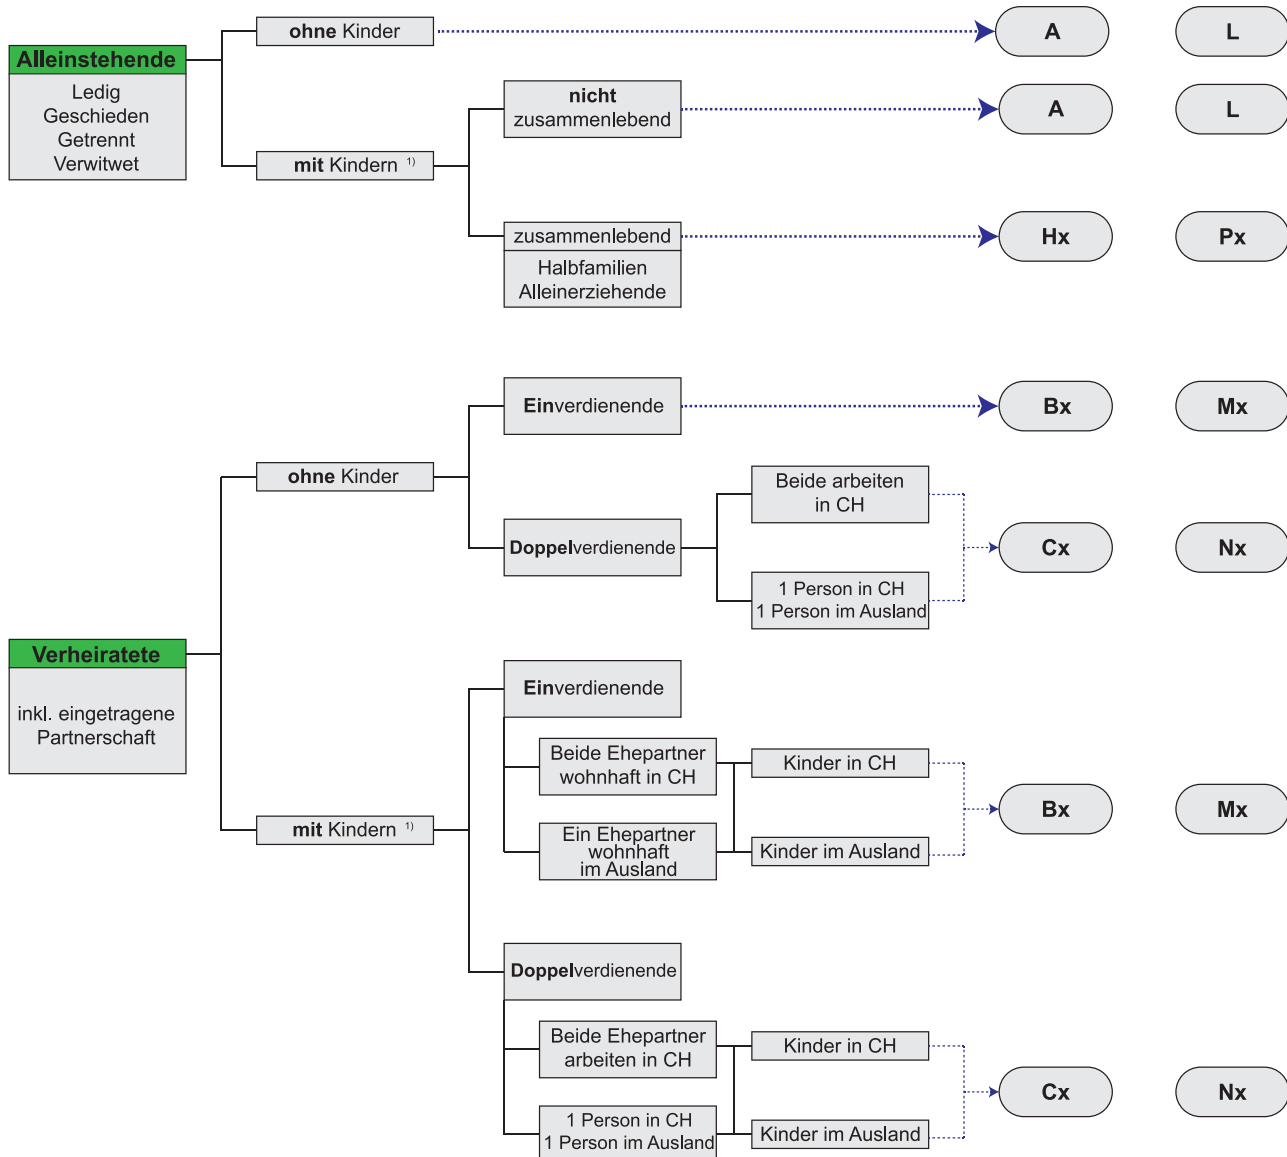 Alleinstehende
Ledig
Geschieden
Getrennt
Verwitwet
ohne Kinder
A
L
mit Kindern 1)
nicht
zusammenlebend
A
L
zusammenlebend
Halbfamilien
Alleinerziehende
Hx
Px
Verheiratete
inkl. eingetragene
Partnerschaft
ohne Kinder
Einverdienende
Bx
Mx
Doppelverdienende
Beide arbeiten
in CH
1 Person in CH
1 Person im Ausland
Cx
Nx
mit Kindern 1)
Einverdienende
Beide Ehepartner
wohnhaft in CH
Ein Ehepartner
wohnhaft
im Ausland
Kinder in CH
Kinder im Ausland
Bx
Mx
Doppelverdienende
Beide Ehepartner
arbeiten in CH
1 Person in CH
1 Person im Ausland
Kinder in CH
Kinder im Ausland
Cx
Nx